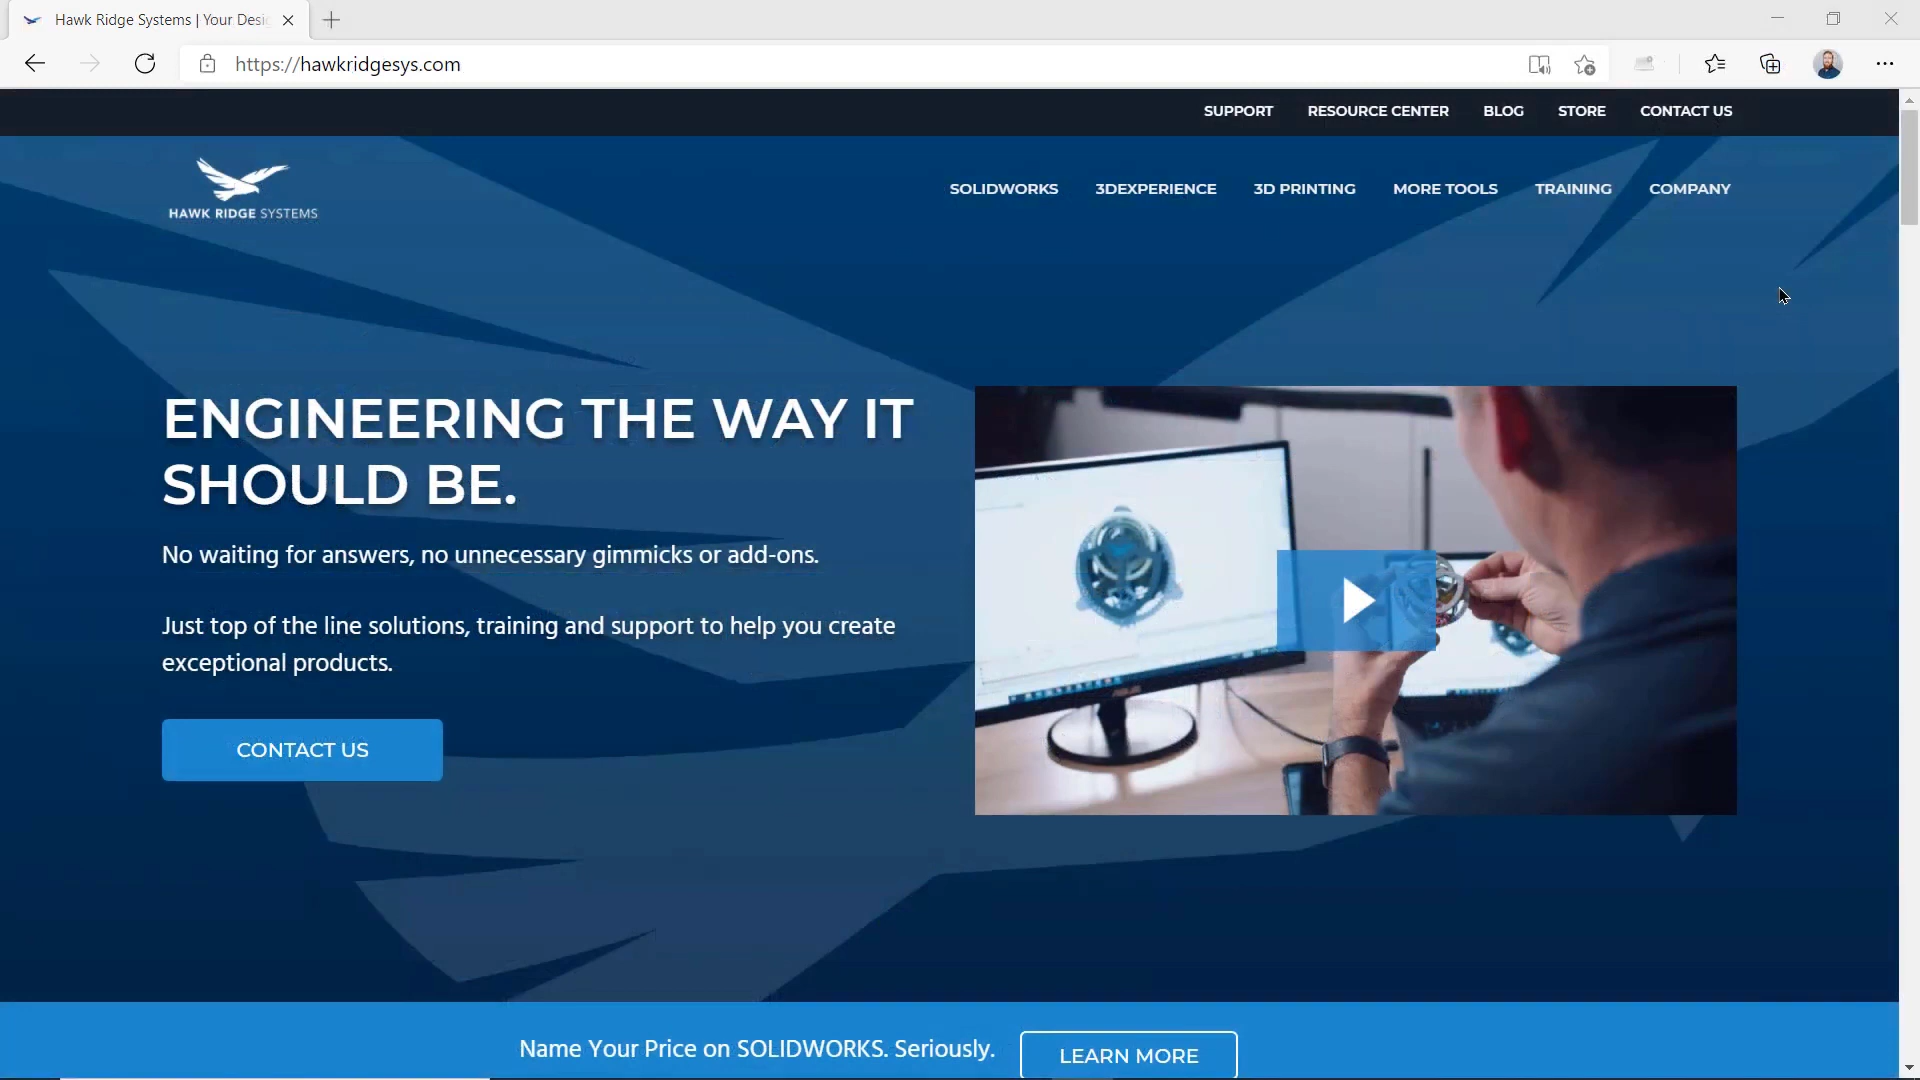 Hawk Ridge Systems | Your Desi
https://hawkridgesys.com
SUPPORT RESOURCE CENTER BLOG STORE CONTACT US
HAWK RIDGE SYSTEMS
SOLIDWORKS 3DEXPERIENCE 3D PRINTING MORE TOOLS TRAINING COMPANY
ENGINEERING THE WAY IT
SHOULD BE.
No waiting for answers, no unnecessary gimmicks or add-ons.
Just top of the line solutions, training and support to help you create
exceptional products.
CONTACT US
Name Your Price on SOLIDWORKS. Seriously.
LEARN MORE